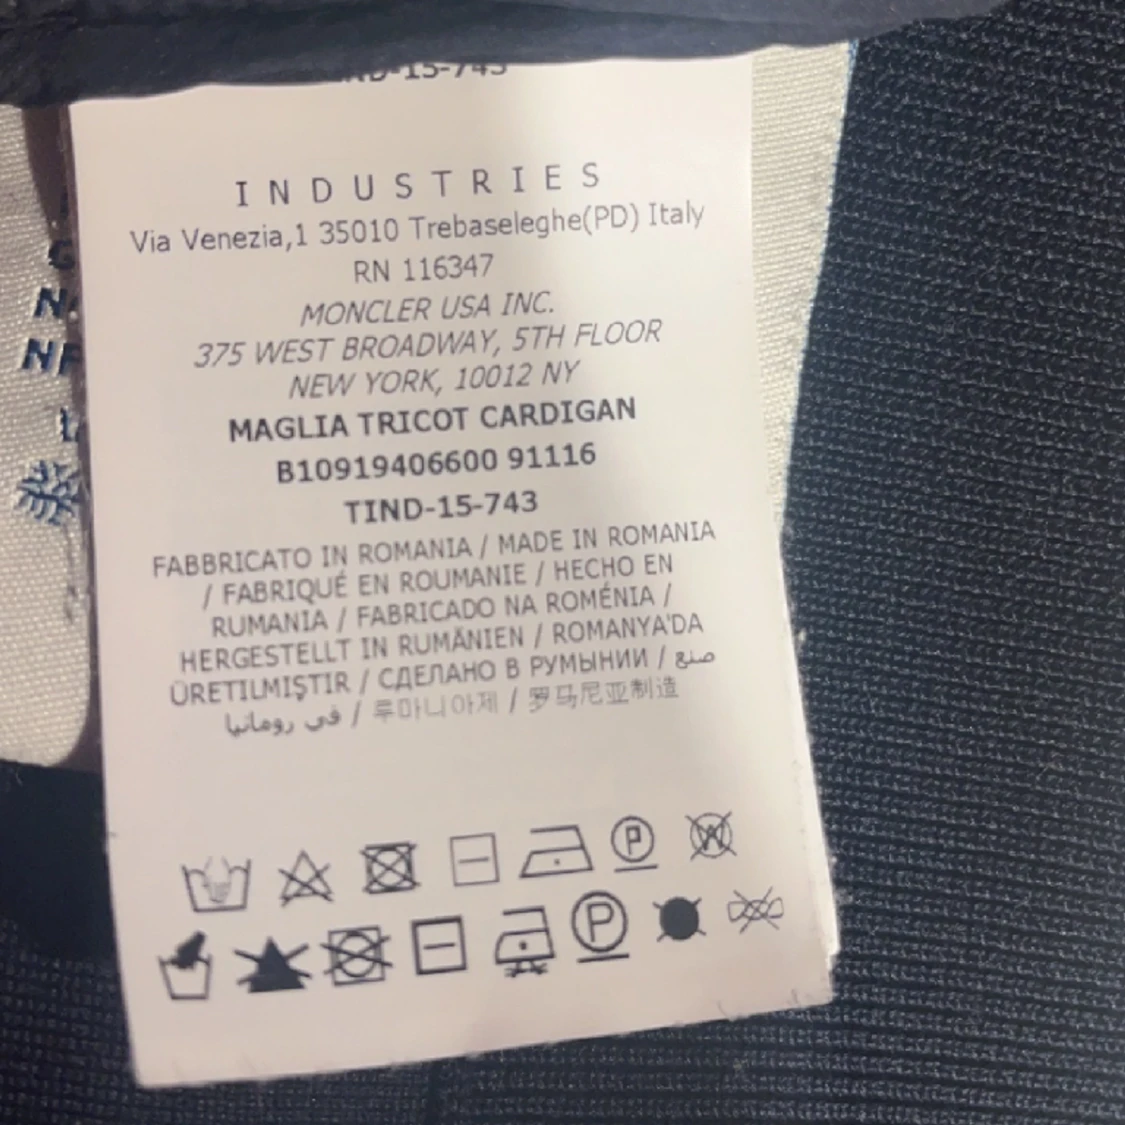 -15-743
INDUSTRIES
Via Venezia,1 35010 Trebaseleghe(PD) Italy
RN 116347
MONCLER USA INC.
375 WEST BROADWAY, 5TH FLOOR
NEW YORK, 10012 NY
MAGLIA TRICOT CARDIGAN
B10919406600 91116
TIND-15-743
FABBRICATO IN ROMANIA / MADE IN ROMANIA
/ FABRIQUÉ EN ROUMANIE / HECHO EN
RUMANIA / FABRICADO NA ROMÉNIA /
HERGESTELLT IN RUMÄNIEN / ROMANYA'DA
ÜRETILMIŞTIR / СДЕЛАНО В РУМЫНИИ / صنع
في رومانيا / 루마니아제 / 罗马尼亚制造
P W
P